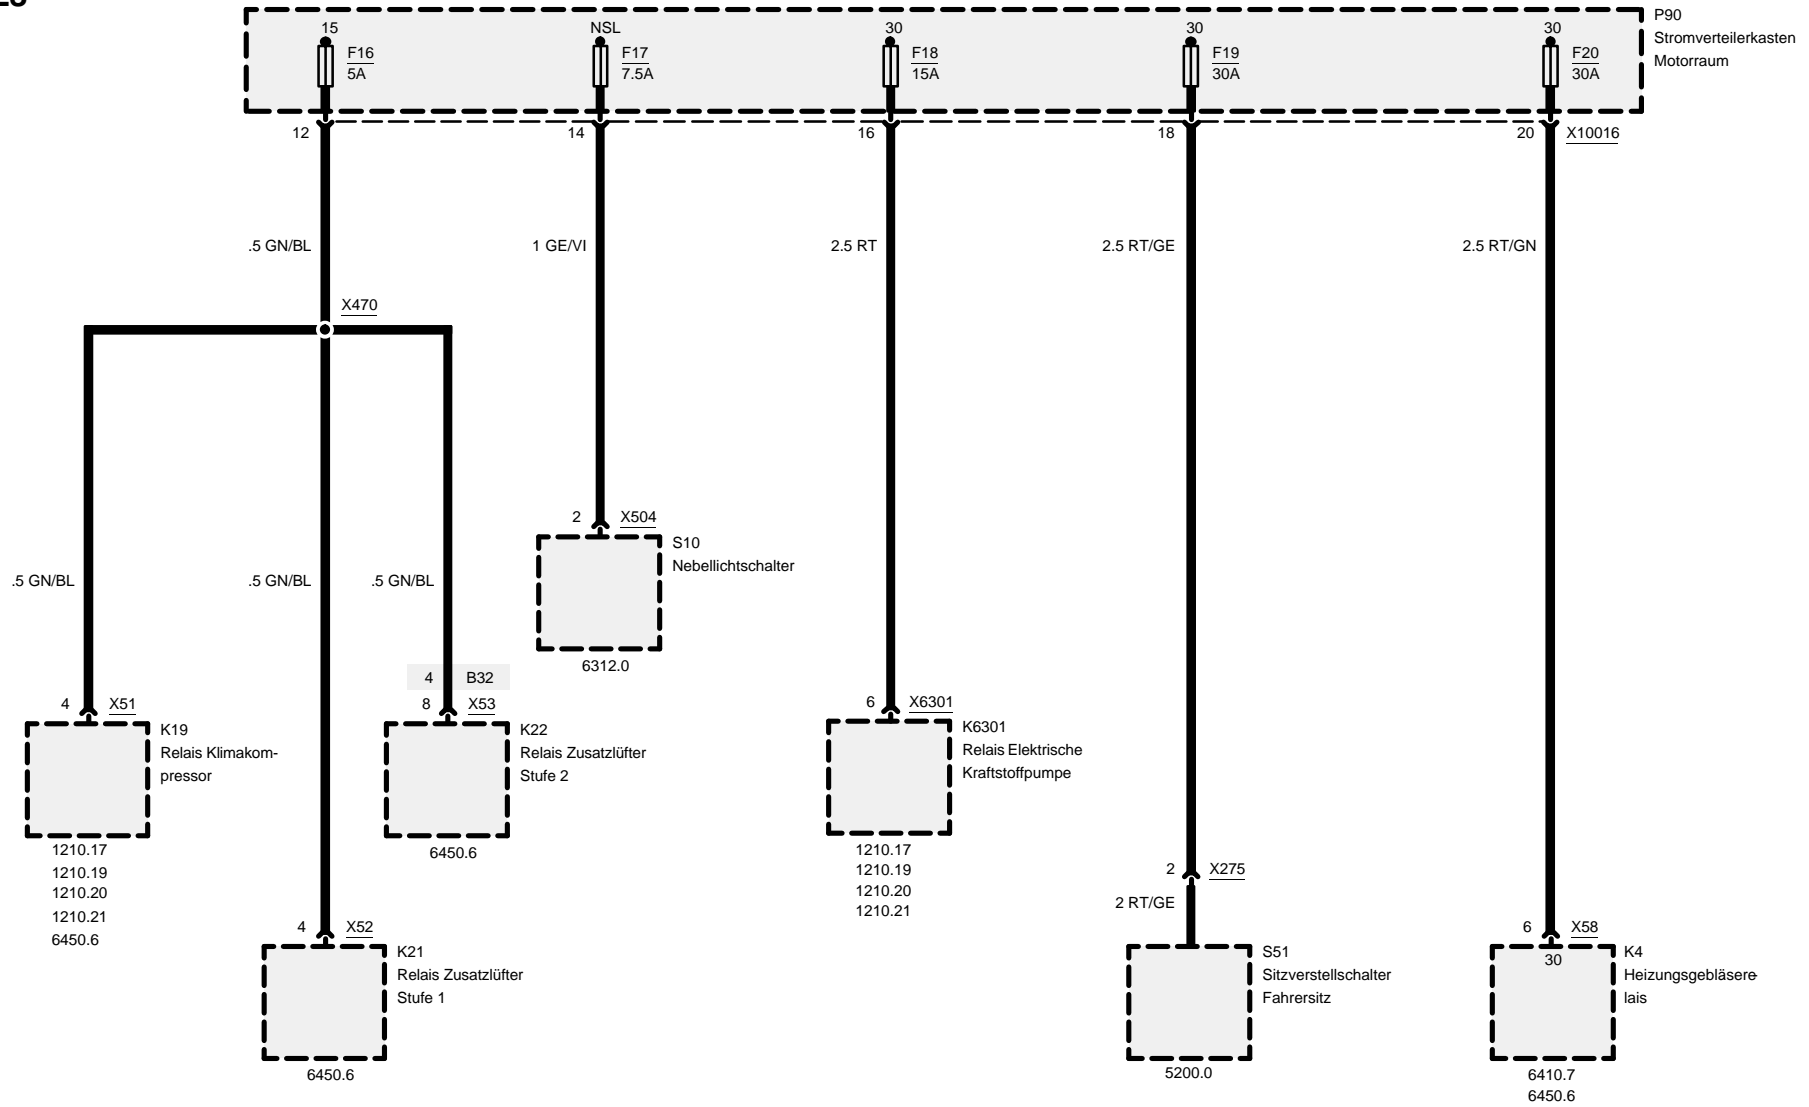 15
NSL
30
30
30
P90
Stromverteilerkasten
Motorraum
F16
5A
F17
7.5A
F18
15A
F19
30A
F20
30A
12
14
16
18
20
X10016
.5 GN/BL
1 GE/VI
2.5 RT
2.5 RT/GE
2.5 RT/GN
X470
2
X504
S10
Nebellichtschalter
6312.0
.5 GN/BL
.5 GN/BL
.5 GN/BL
4
B32
4
X51
8
X53
6
X6301
K19
Relais Klimakom-
pressor
1210.17
1210.19
1210.20
1210.21
6450.6
K22
Relais Zusatzlüfter
Stufe 2
6450.6
K6301
Relais Elektrische
Kraftstoffpumpe
1210.17
1210.19
1210.20
1210.21
2
X275
2 RT/GE
4
X52
K21
Relais Zusatzlüfter
Stufe 1
6450.6
S51
Sitzverstellschalter
Fahrersitz
5200.0
6
X58
30
K4
Heizungsgebläsere-
lais
6410.7
6450.6